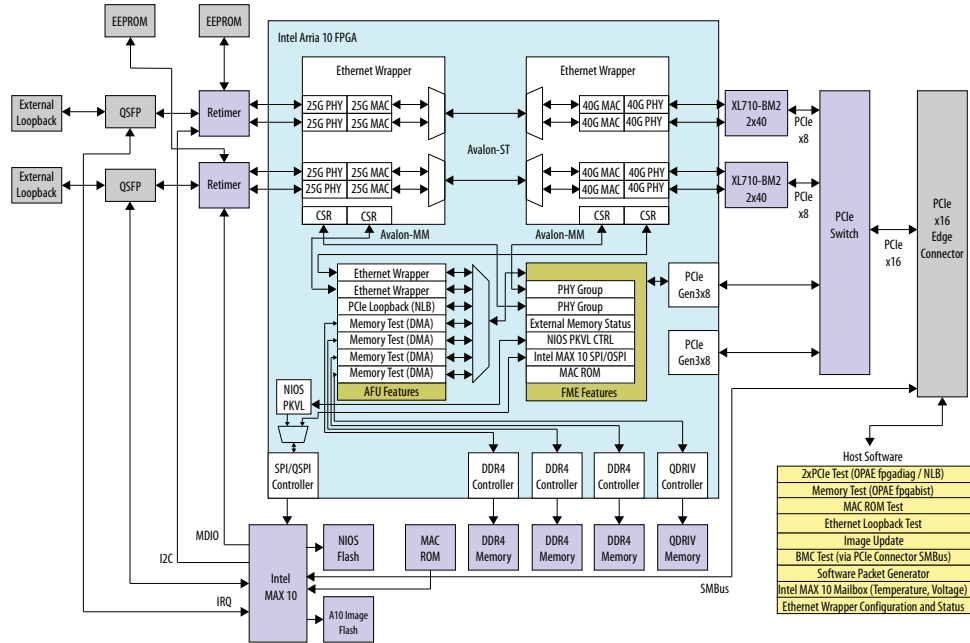 EEPROM
EEPROM
Intel Arria 10 FPGA
Ethernet Wrapper
Ethernet Wrapper
External
Loopback
QSFP
Retimer
25G PHY 25G MAC
25G PHY 25G MAC
40G MAC 40G PHY
40G MAC 40G PHY
XL710-BM2
2x40
PCIe
x8
Avalon-ST
External
Loopback
QSFP
Retimer
25G PHY 25G MAC
25G PHY 25G MAC
40G MAC 40G PHY
40G MAC 40G PHY
XL710-BM2
2x40
PCIe
x8
CSR CSR
CSR CSR
Avalon-MM
Avalon-MM
PCIe
Switch
PCIe
x16
PCIe
x16
Edge
Connector
Ethernet Wrapper
Ethernet Wrapper
PCIe Loopback (NLB)
Memory Test (DMA)
Memory Test (DMA)
Memory Test (DMA)
Memory Test (DMA)
AFU Features
PHY Group
PHY Group
External Memory Status
NIOS PKVL CTRL
Intel MAX 10 SPI/OSPI
MAC ROM
FME Features
PCIe
Gen3x8
PCIe
Gen3x8
NIOS
PKVL
SPI/QSPI
Controller
DDR4
Controller
DDR4
Controller
DDR4
Controller
QDRIV
Controller
MDIO
I2C
IRQ
Intel
MAX 10
NIOS
Flash
A10 Image
Flash
MAC
ROM
DDR4
Memory
DDR4
Memory
DDR4
Memory
QDRIV
Memory
SMBus
Host Software
2xPCIe Test (OPAE fpgadiag / NLB)
Memory Test (OPAE fpgabist)
MAC ROM Test
Ethernet Loopback Test
Image Update
BMC Test (via PCIe Connector SMBus)
Software Packet Generator
Intel MAX 10 Mailbox (Temperature, Voltage)
Ethernet Wrapper Configuration and Status